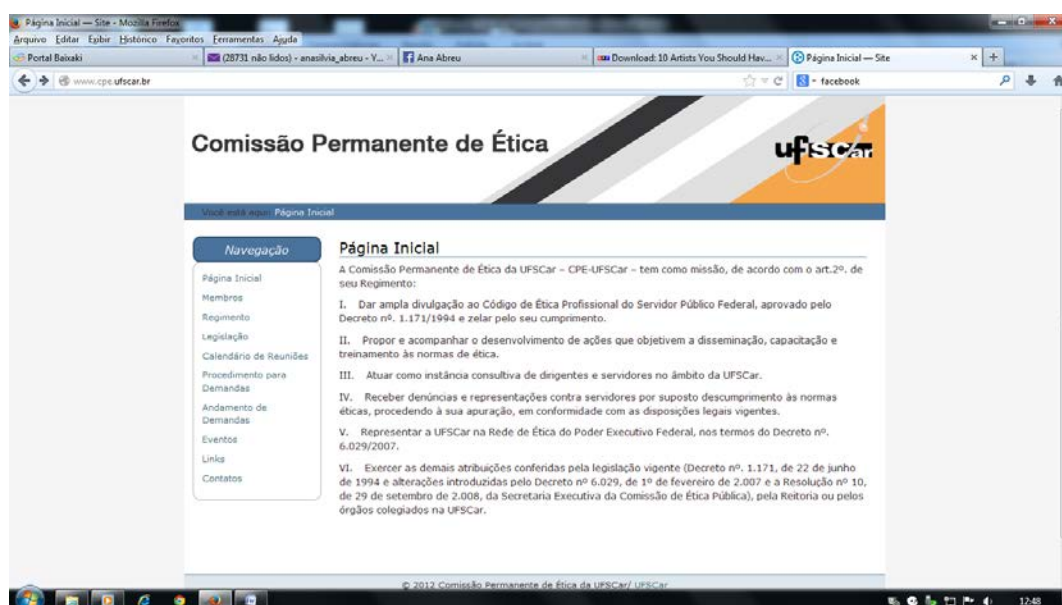 Página Inicial — Site - Mozilla Firefox
Arquivo Editar Exibir Histórico Favoritos Ferramentas Ajuda
Portal Baixaki
(28731 não lidos) - anasilvia_abreu - Y...
Ana Abreu
Download: 10 Artists You Should Hav...
Página Inicial — Site
www.cpe.ufscar.br
facebook
Comissão Permanente de Ética
ufscar
Você está aqui: Página Inicial
Navegação
Página Inicial
Membros
Regimento
Legislação
Calendário de Reuniões
Procedimento para
Demandas
Andamento de
Demandas
Eventos
Links
Contatos
Página Inicial
A Comissão Permanente de Ética da UFSCar – CPE-UFSCar – tem como missão, de acordo com o art.2º. de
seu Regimento:
I. Dar ampla divulgação ao Código de Ética Profissional do Servidor Público Federal, aprovado pelo
Decreto nº. 1.171/1994 e zelar pelo seu cumprimento.
II. Propor e acompanhar o desenvolvimento de ações que objetivem a disseminação, capacitação e
treinamento às normas de ética.
III. Atuar como instância consultiva de dirigentes e servidores no âmbito da UFSCar.
IV. Receber denúncias e representações contra servidores por suposto descumprimento às normas
éticas, procedendo à sua apuração, em conformidade com as disposições legais vigentes.
V. Representar a UFSCar na Rede de Ética do Poder Executivo Federal, nos termos do Decreto nº.
6.029/2007.
VI. Exercer as demais atribuições conferidas pela legislação vigente (Decreto nº. 1.171, de 22 de junho
de 1994 e alterações introduzidas pelo Decreto nº 6.029, de 1º de fevereiro de 2.007 e a Resolução nº 10,
de 29 de setembro de 2.008, da Secretaria Executiva da Comissão de Ética Pública), pela Reitoria ou pelos
órgãos colegiados na UFSCar.
© 2012 Comissão Permanente de Ética da UFSCar/ UFSCar
12:48